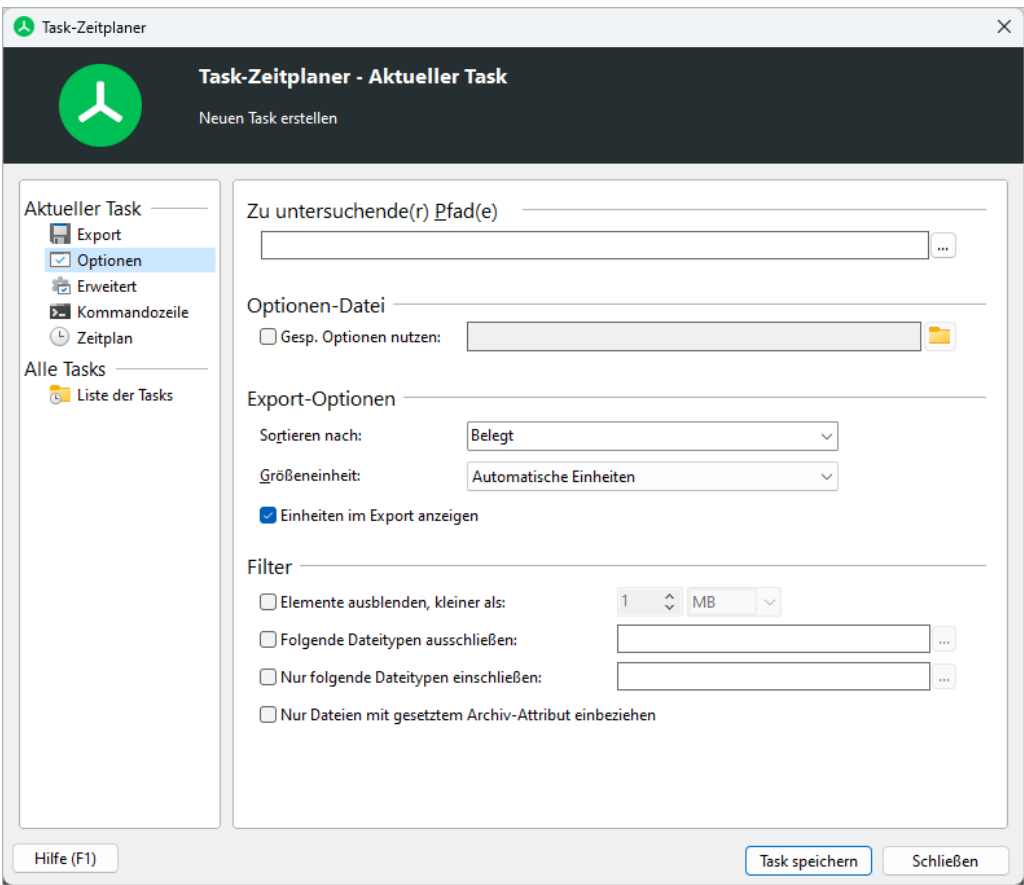 Task-Zeitplaner
Task-Zeitplaner - Aktueller Task
Neuen Task erstellen
Aktueller Task
Export
Optionen
Erweitert
Kommandozeile
Zeitplan
Alle Tasks
Liste der Tasks
Zu untersuchende(r) Pfad(e)
...
Optionen-Datei
Gesp. Optionen nutzen:
Export-Optionen
Sortieren nach: Belegt
Größeneinheit: Automatische Einheiten
Einheiten im Export anzeigen
Filter
Elemente ausblenden, kleiner als: 1 MB
Folgende Dateitypen ausschließen: ...
Nur folgende Dateitypen einschließen: ...
Nur Dateien mit gesetztem Archiv-Attribut einbeziehen
Hilfe (F1) Task speichern Schließen